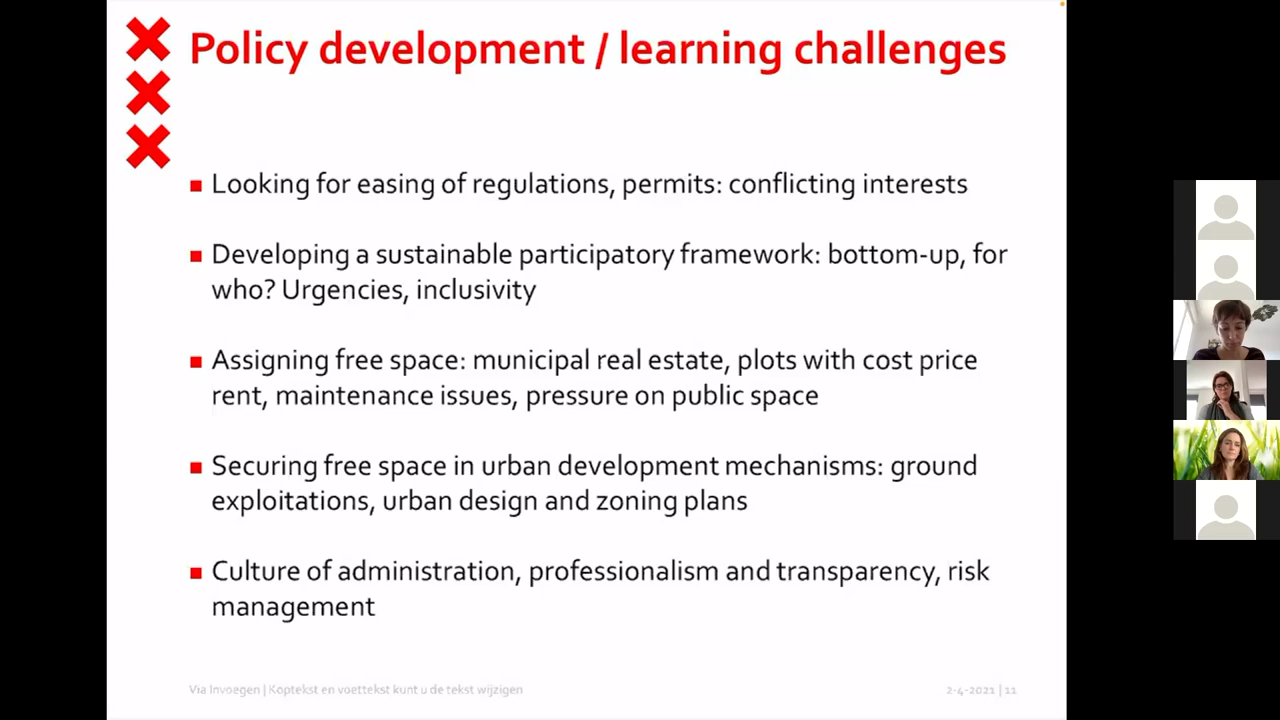 Policy development / learning challenges
Looking for easing of regulations, permits: conflicting interests
Developing a sustainable participatory framework: bottom-up, for
who? Urgencies, inclusivity
Assigning free space: municipal real estate, plots with cost price
rent, maintenance issues, pressure on public space
Securing free space in urban development mechanisms: ground
exploitations, urban design and zoning plans
Culture of administration, professionalism and transparency, risk
management
Via Invoegen | Koptekst en voettekst kunt u de tekst wijzigen
2-4-2021 | 11